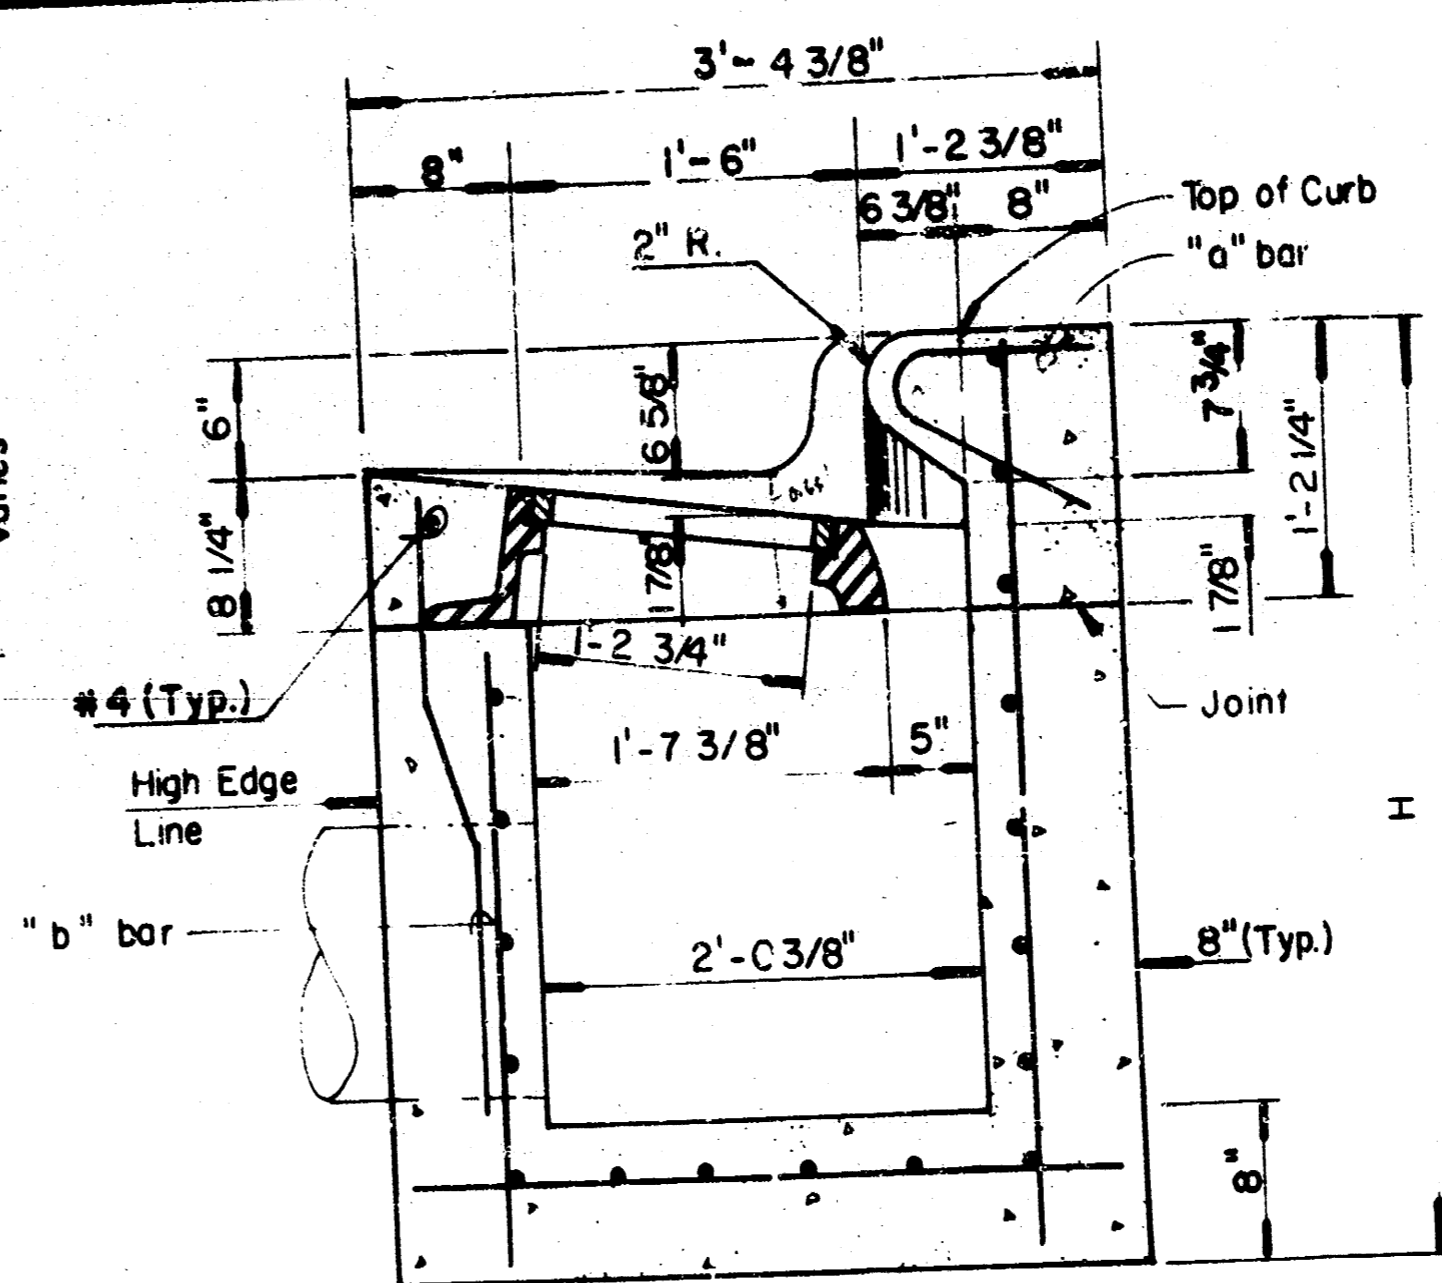 3'- 4 3/8"
8"
1'-6"
1'-2 3/8"
6 3/8"
8"
Top of Curb
2" R.
"a" bar
6"
6 5/8"
7 3/4"
1'-2 1/4"
8 1/4"
1 7/8"
1 7/8"
1-2 3/4"
#4 (Typ.)
Joint
1'-7 3/8"
5"
High Edge
Line
H
"b" bar
2'-0 3/8"
8"(Typ.)
8"